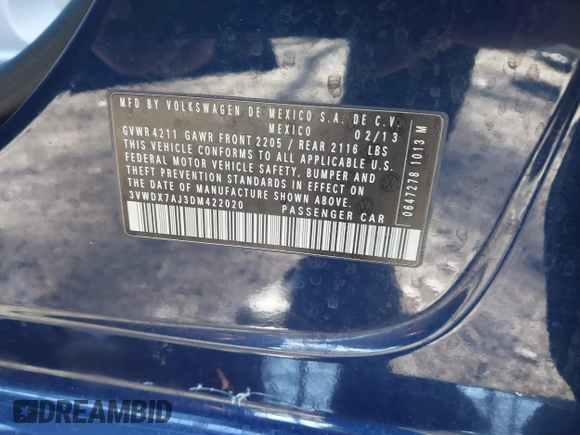 MFD BY VOLKSWAGEN DE MEXICO S.A. DE C.V.
MEXICO 02/13
GVWR 4211 GAWR FRONT 2205 / REAR 2116 LBS
THIS VEHICLE CONFORMS TO ALL APPLICABLE U.S.
FEDERAL MOTOR VEHICLE SAFETY, BUMPER AND
THEFT PREVENTION STANDARDS IN EFFECT ON
THE DATE OF MANUFACTURE SHOWN ABOVE.
3VWDX7AJ3DM422020 PASSENGER CAR
0647278 1013 M
DREAMBID